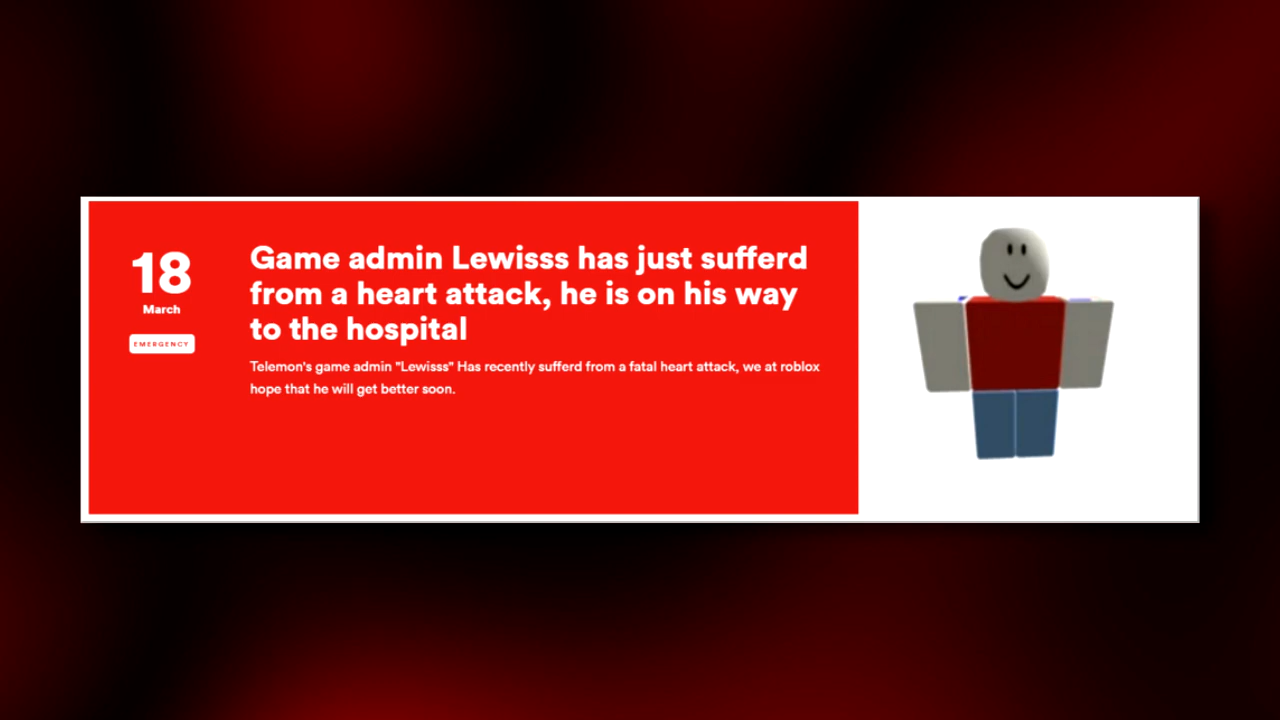 18
March
EMERGENCY
Game admin Lewisss has just sufferd
from a heart attack, he is on his way
to the hospital
Telemon's game admin "Lewisss" Has recently sufferd from a fatal heart attack, we at roblox
hope that he will get better soon.